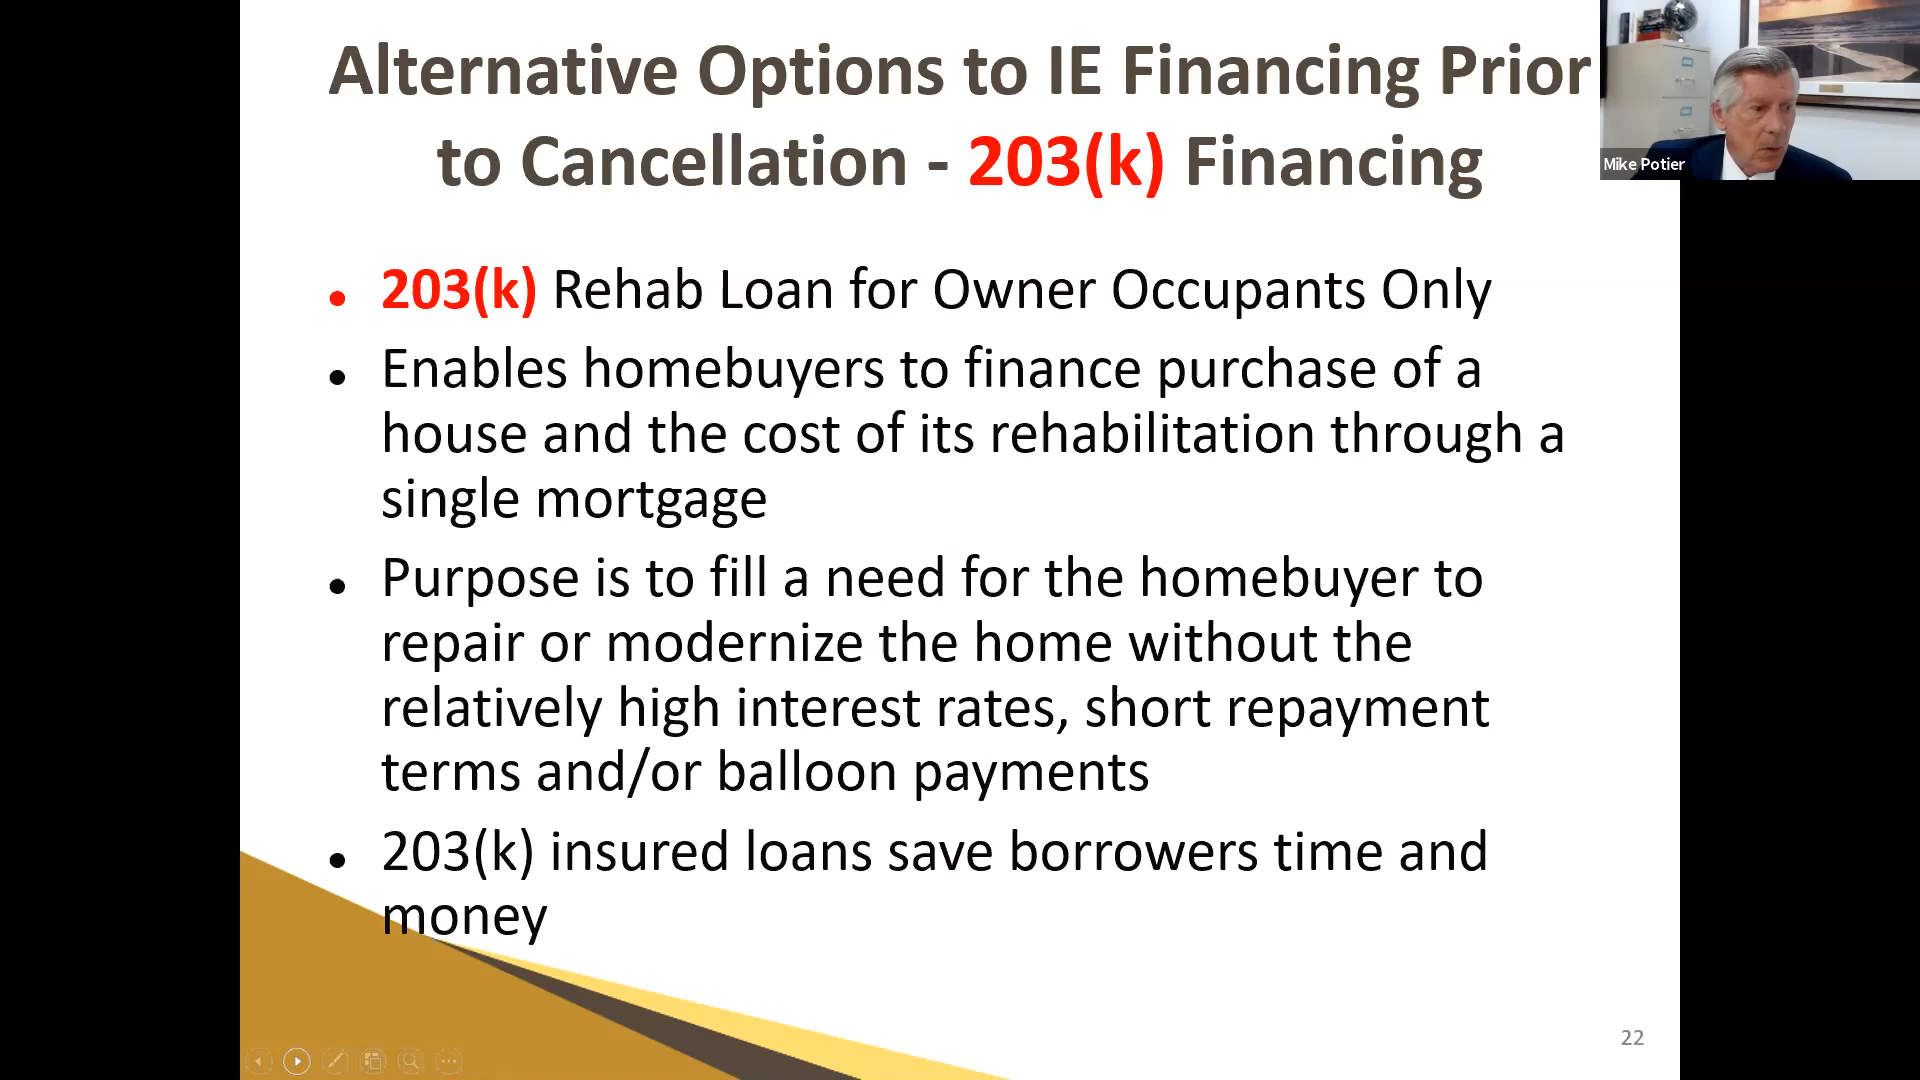 Alternative Options to IE Financing Prior
to Cancellation - 203(k) Financing
Mike Potier
• 203(k) Rehab Loan for Owner Occupants Only
• Enables homebuyers to finance purchase of a
house and the cost of its rehabilitation through a
single mortgage
• Purpose is to fill a need for the homebuyer to
repair or modernize the home without the
relatively high interest rates, short repayment
terms and/or balloon payments
• 203(k) insured loans save borrowers time and
money
22